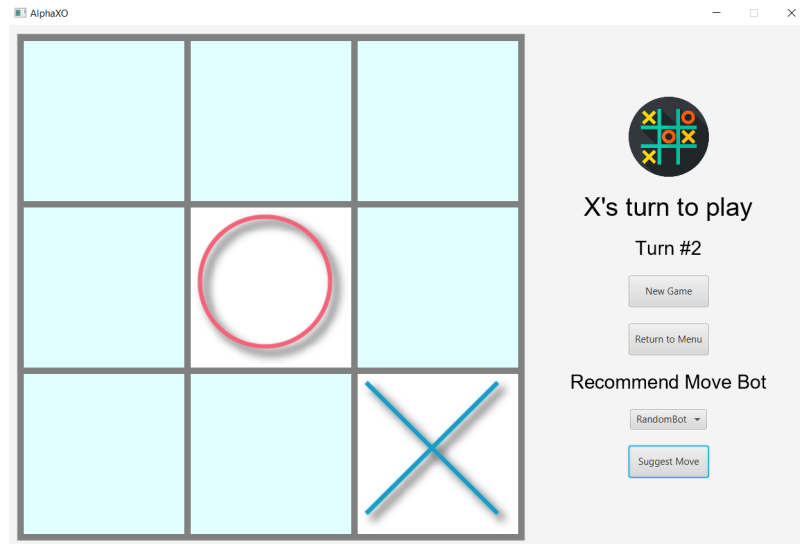 AlphaXO
X's turn to play
Turn #2
New Game
Return to Menu
Recommend Move Bot
RandomBot
Suggest Move